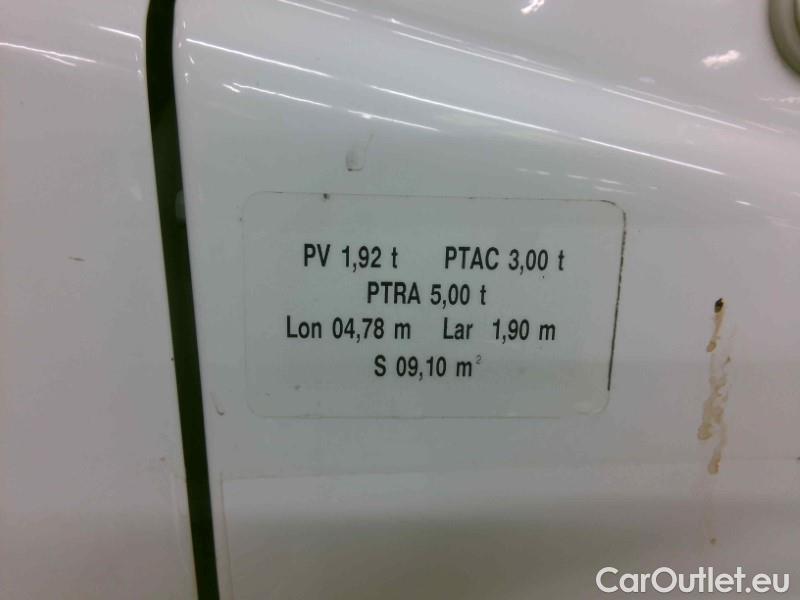 PV 1,92 t PTAC 3,00 t
PTRA 5,00 t
Lon 04,78 m Lar 1,90 m
S 09,10 m²
CarOutlet.eu